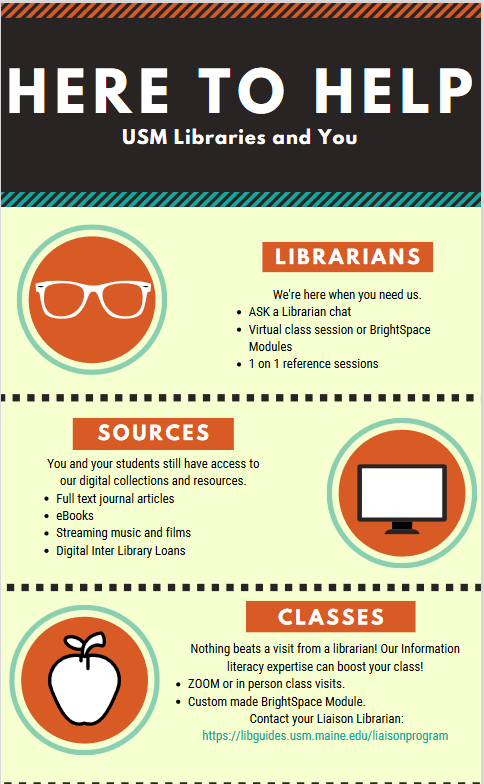 HERE TO HELP
USM Libraries and You
LIBRARIANS
We're here when you need us.
• ASK a Librarian chat
• Virtual class session or BrightSpace
Modules
• 1 on 1 reference sessions
SOURCES
You and your students still have access to
our digital collections and resources.
• Full text journal articles
• eBooks
• Streaming music and films
• Digital Inter Library Loans
CLASSES
Nothing beats a visit from a librarian! Our Information
literacy expertise can boost your class!
• ZOOM or in person class visits.
• Custom made BrightSpace Module.
Contact your Liaison Librarian:
https://libguides.usm.maine.edu/liaisonprogram